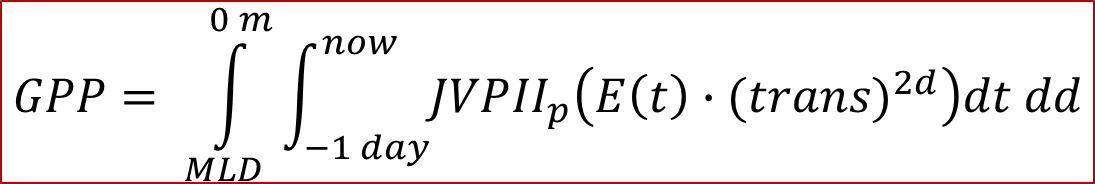 GPP = ∫_{MLD}^{0 m} ∫_{−1 day}^{now} JVPII_p(E(t) · (trans)^{2d})dt dd